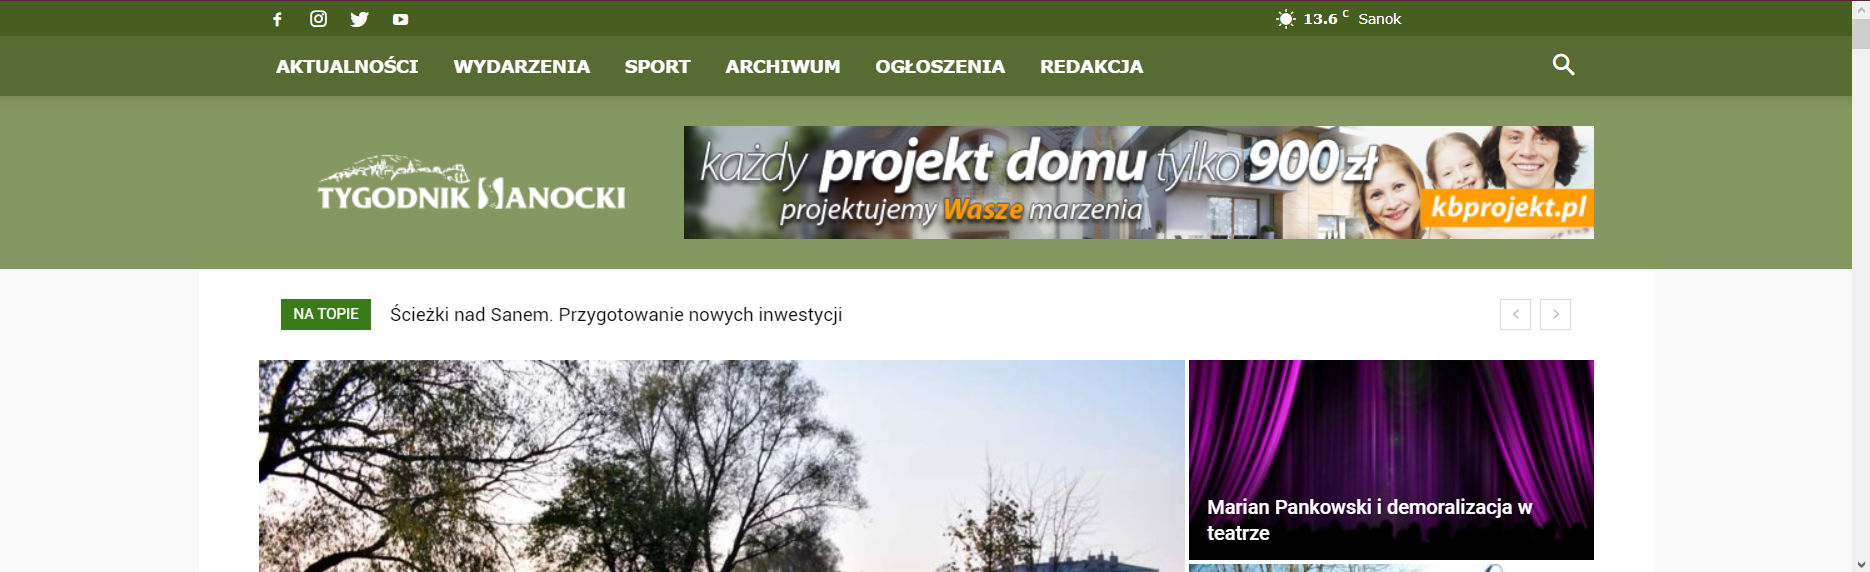 13.6 C Sanok
AKTUALNOŚCI WYDARZENIA SPORT ARCHIWUM OGŁOSZENIA REDAKCJA
TYGODNIK SANOCKI
każdy projekt domu tylko 900 zł
projektujemy Wasze marzenia
kbprojekt.pl
NA TOPIE Ścieżki nad Sanem. Przygotowanie nowych inwestycji
Marian Pankowski i demoralizacja w
teatrze